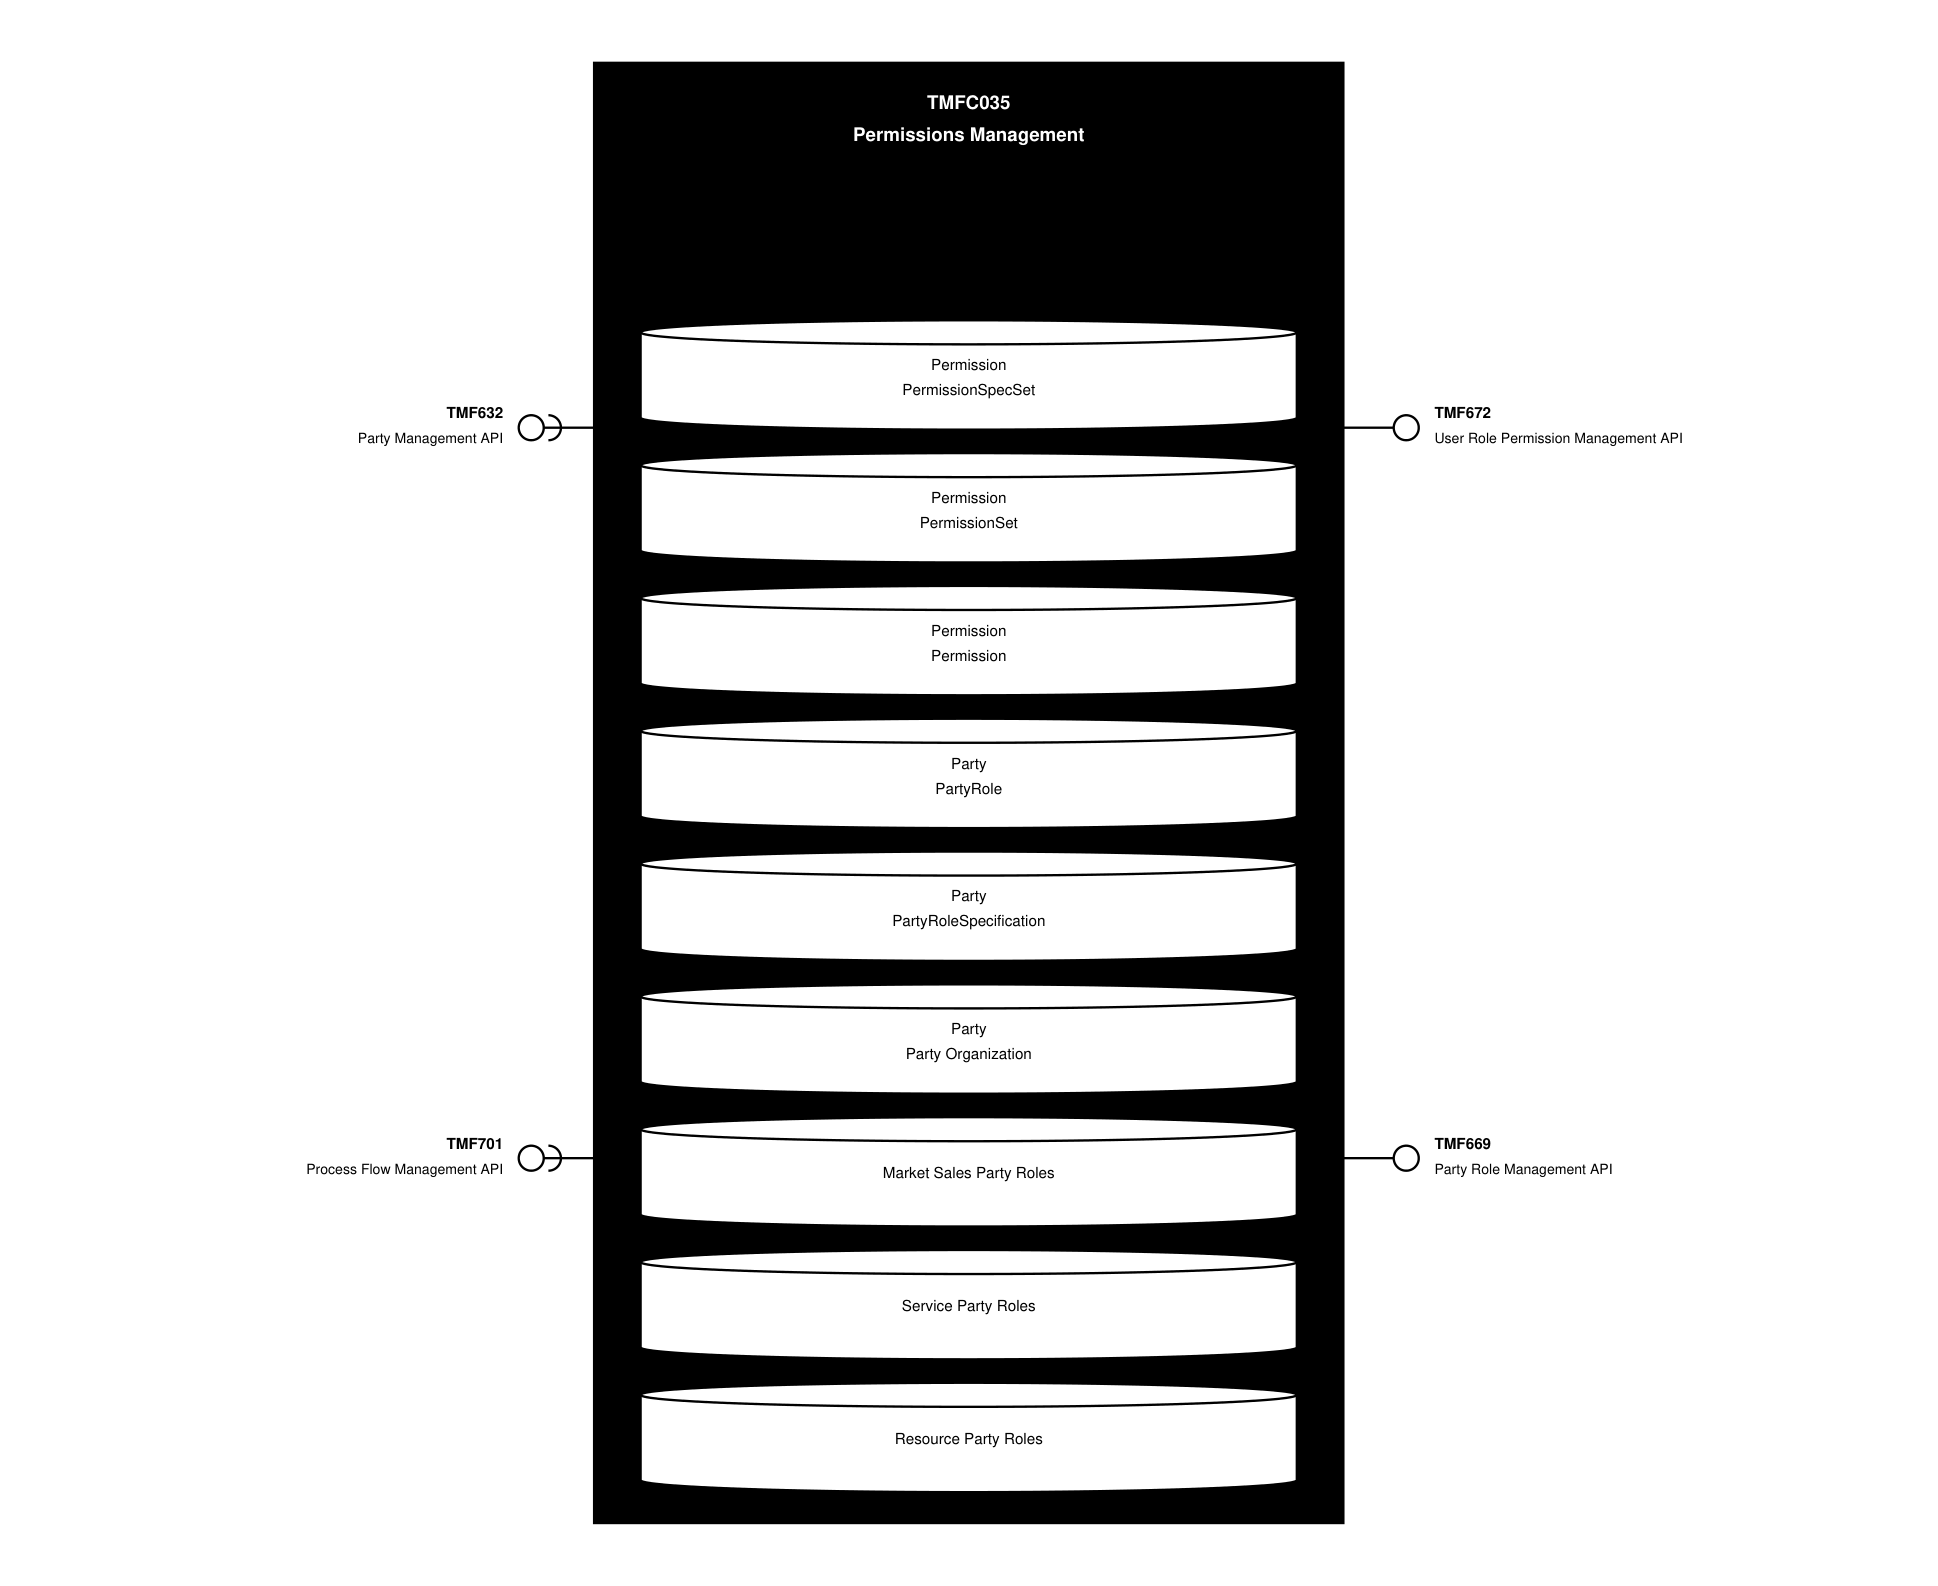 TMFC035
Permissions Management
Permission
PermissionSpecSet
TMF632
Party Management API
TMF672
User Role Permission Management API
Permission
PermissionSet
Permission
Permission
Party
PartyRole
Party
PartyRoleSpecification
Party
Party Organization
TMF701
Process Flow Management API
Market Sales Party Roles
TMF669
Party Role Management API
Service Party Roles
Resource Party Roles